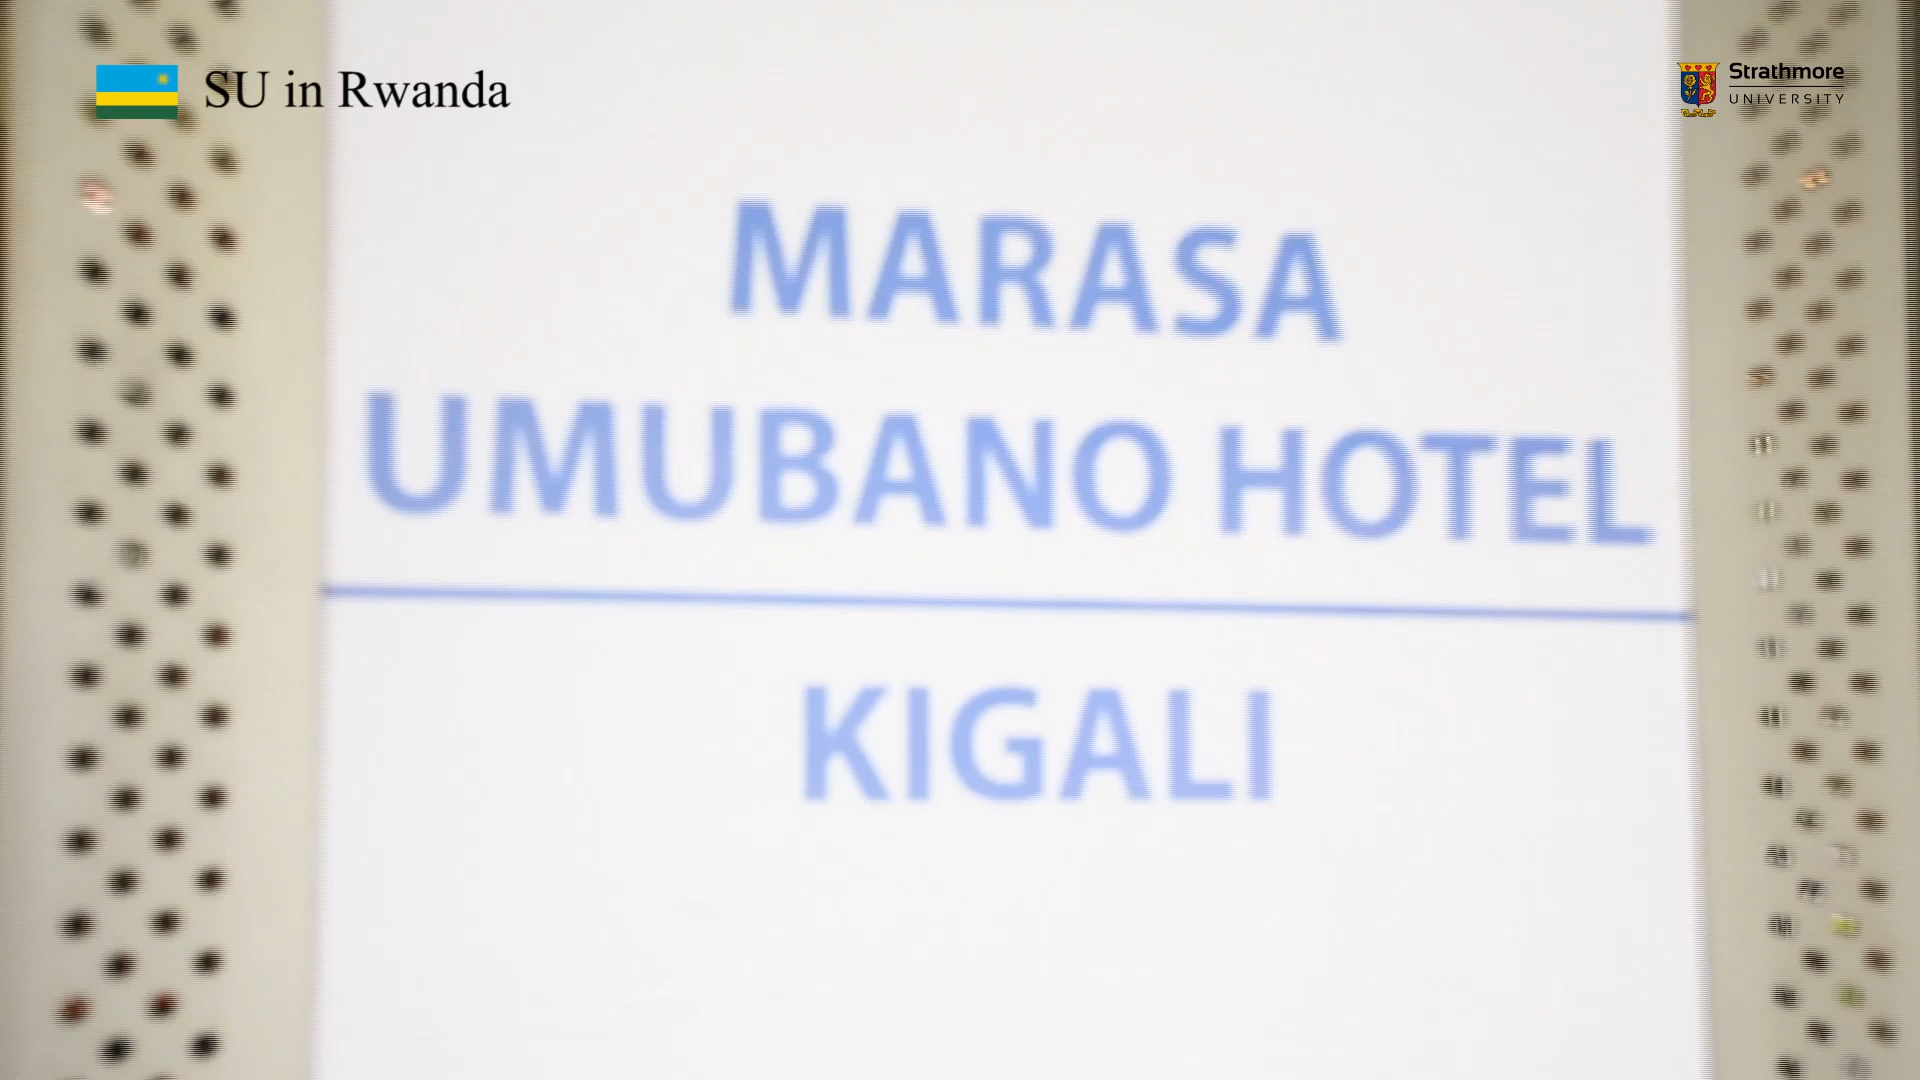 SU in Rwanda
Strathmore
UNIVERSITY
MARASA
UMUBANO HOTEL
KIGALI